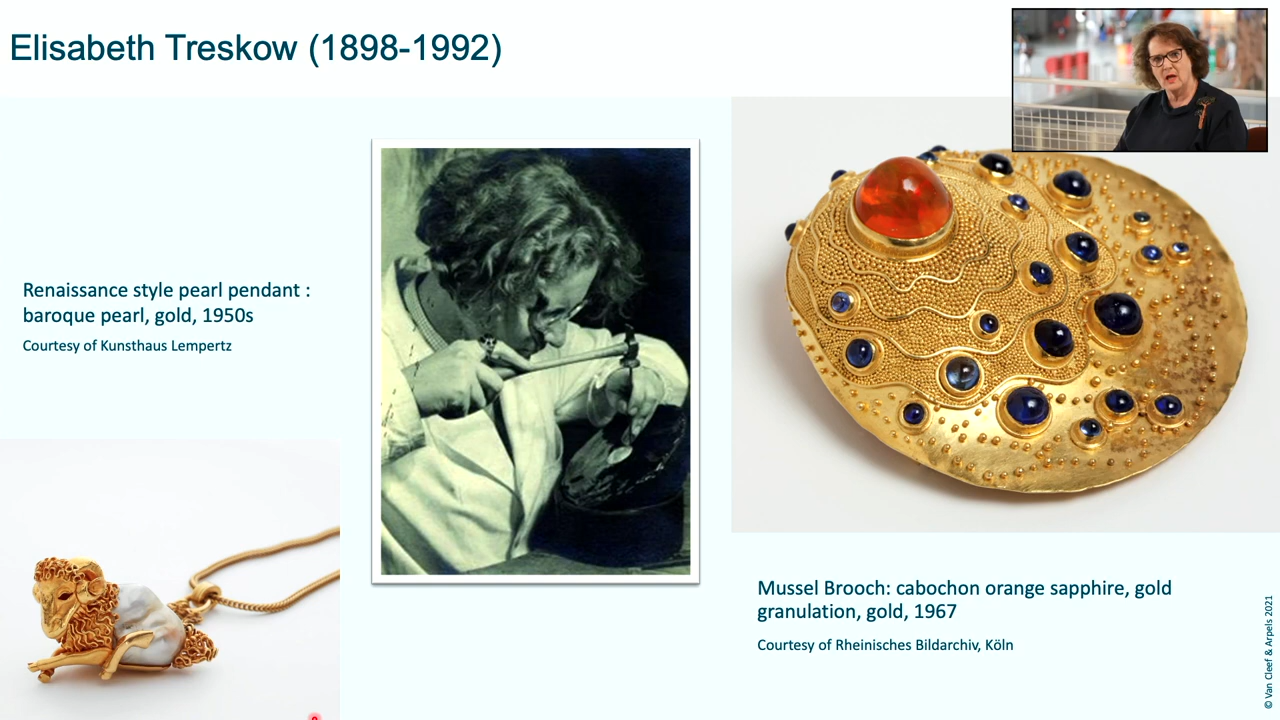 Elisabeth Treskow (1898-1992)
Renaissance style pearl pendant :
baroque pearl, gold, 1950s
Courtesy of Kunsthaus Lempertz
Mussel Brooch: cabochon orange sapphire, gold
granulation, gold, 1967
Courtesy of Rheinisches Bildarchiv, Köln
© Van Cleef & Arpels 2021